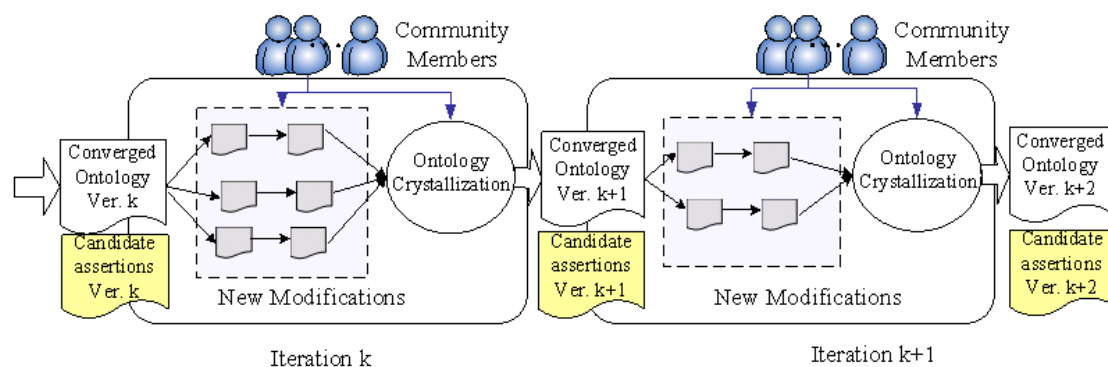 Community
Members
Community
Members
Converged
Ontology
Ver. k
Candidate
assertions
Ver. k
New Modifications
Ontology
Crystallization
Iteration k
Converged
Ontology
Ver. k+1
Candidate
assertions
Ver. k+1
New Modifications
Ontology
Crystallization
Iteration k+1
Converged
Ontology
Ver. k+2
Candidate
assertions
Ver. k+2